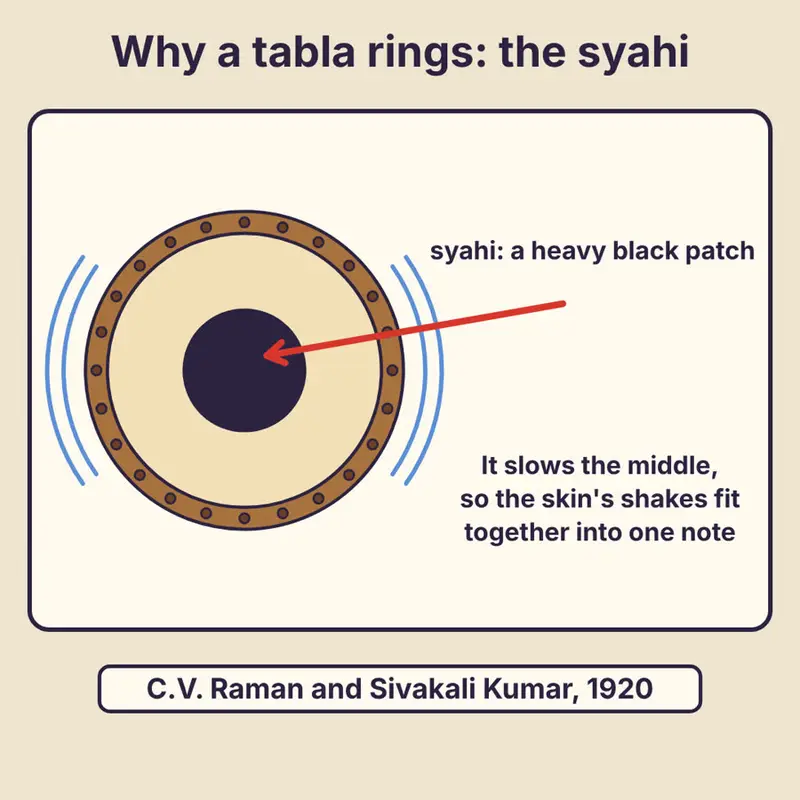 Why a tabla rings: the syahi
syahi: a heavy black patch
It slows the middle,
so the skin's shakes fit
together into one note
C.V. Raman and Sivakali Kumar, 1920